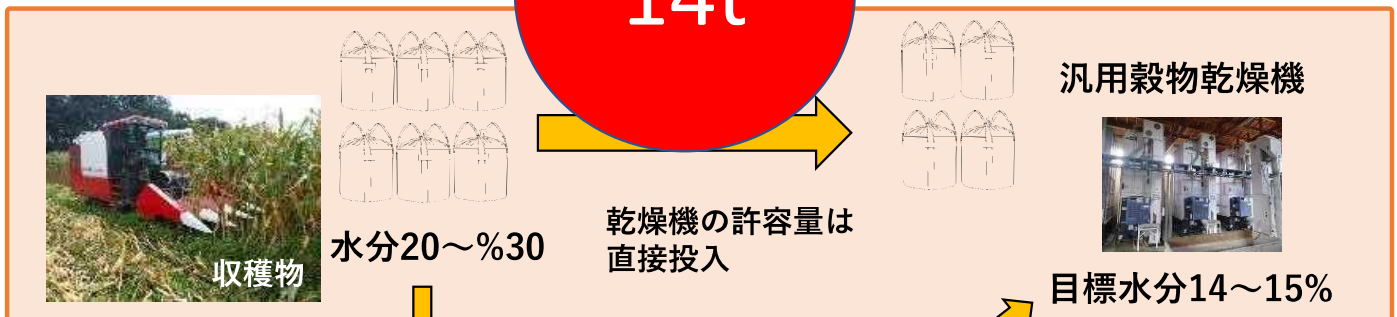 14t
汎用穀物乾燥機
収穫物
水分20～%30
乾燥機の許容量は
直接投入
目標水分14～15%